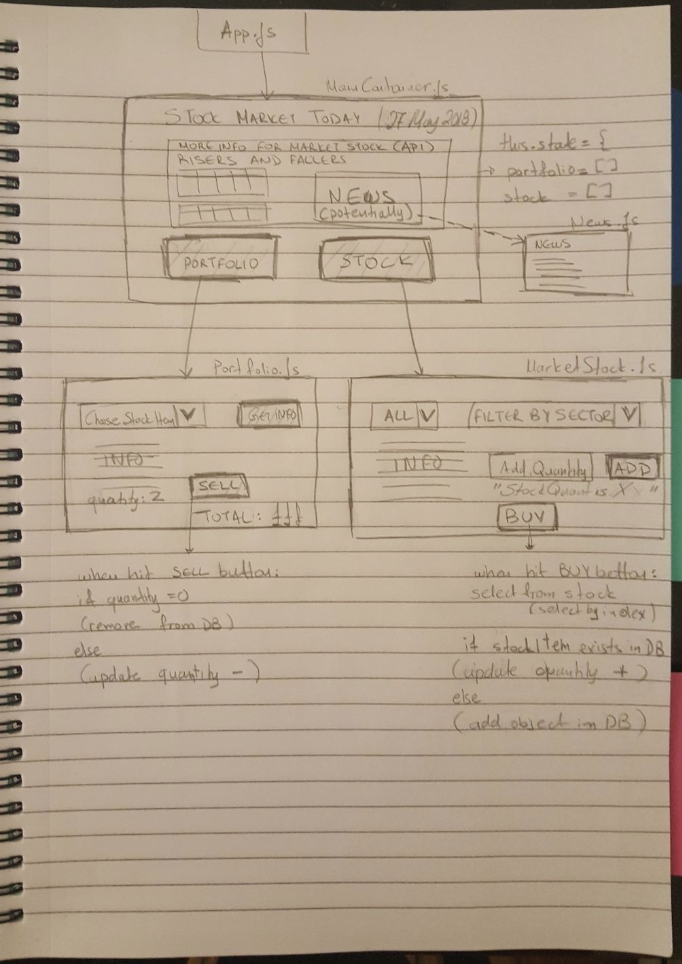 App.js
MainContainer.js
STOCK MARKET TODAY (27 May 2018)
MORE INFO FOR MARKET STOCK (API)
RISERS AND FALLERS
NEWS
(potentially)
PORTFOLIO
STOCK
this.state = {
→ portfolio = []
stock = []
News.js
NEWS
Portfolio.js
Chose Stock
GET INFO
INFO
quantity: 2
SELL
TOTAL: £££
MarketStock.js
ALL
FILTER BY SECTOR
INFO
Add Quantity
ADD
"Stock Quant is X"
BUY
when hit SELL button:
if quantity =0
(remove from DB)
else
(update quantity -)
when hit BUY button:
select from stock
(select by index)
if stockItem exists in DB
(update quantity +)
else
(add object in DB)